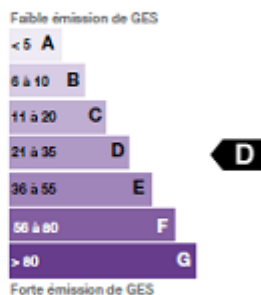 Faible émission de GES
< 5 A
6 à 10 B
11 à 20 C
21 à 35 D
D
36 à 55 E
56 à 80 F
> 80 G
Forte émission de GES